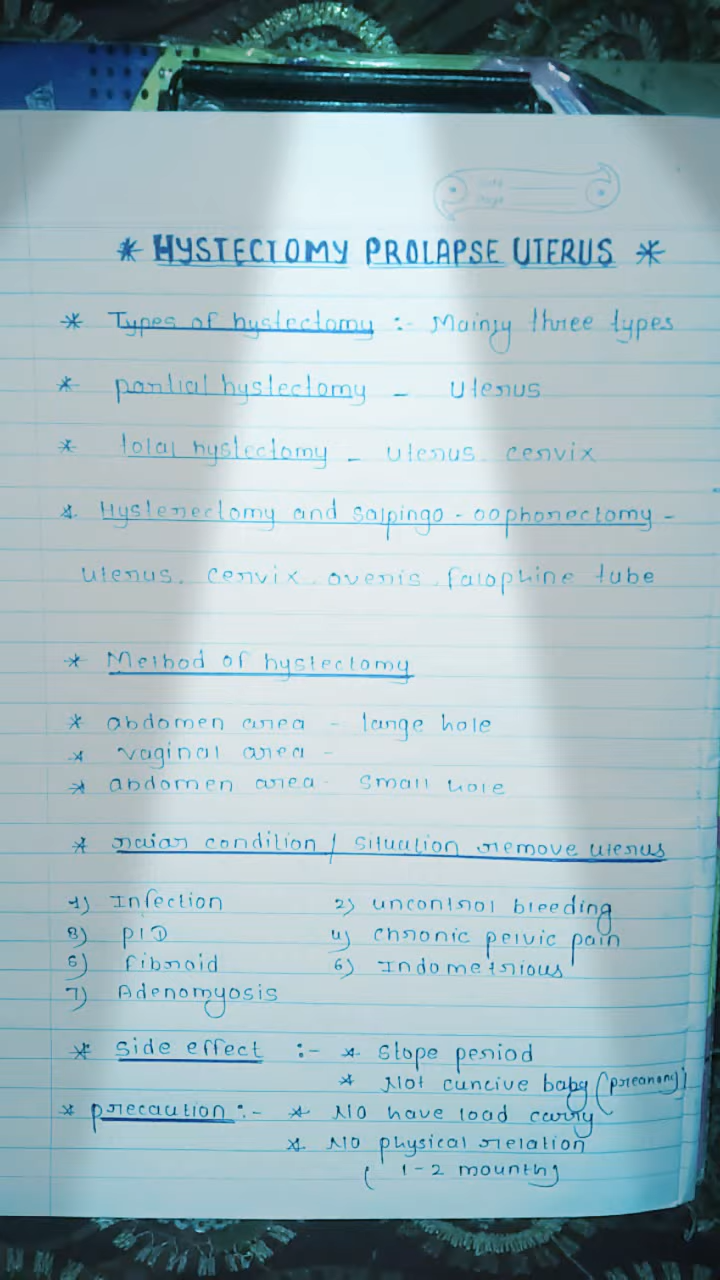 * HYSTECTOMY PROLAPSE UTERUS *
* Types of hystectomy :- Mainly three types
* partial hystectomy - Uterus
* total hystectomy - uterus. cervix
* Hysterectomy and salpingo - oophorectomy -
uterus. cervix. overis. falophine tube
* Method of hystectomy
* abdomen area - large hole
* vaginal area -
* abdomen area - small hole
* condition / situation remove uterus
1) Infection 2) uncontrol bleeding
3) PID 4) chronic pelvic pain
5) fibroid 6) Indometrious
7) Adenomyosis
* side effect :- * stope period
* Not cuncive baby
* precaution :- * NO have load carry
* NO physical relation
( 1-2 mounth)